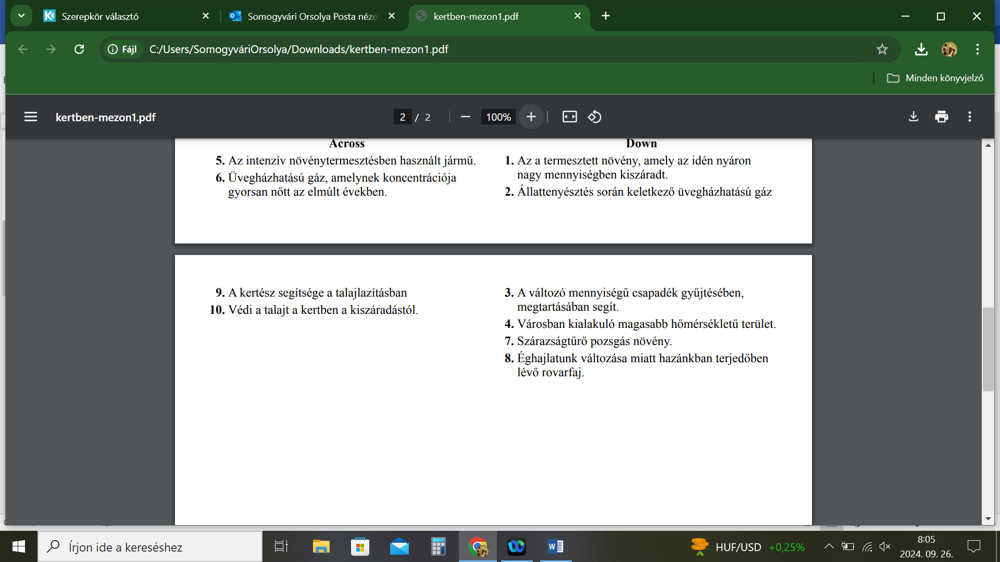 Szerepkör választó
Somogyvári Orsolya Posta néze
kertben-mezon1.pdf
Fájl
C:/Users/SomogyváriOrsolya/Downloads/kertben-mezon1.pdf
Minden könyvjelző
kertben-mezon1.pdf
2 / 2
100%
Across
5. Az intenzív növénytermesztésben használt jármű.
6. Üvegházhatású gáz, amelynek koncentrációja
gyorsan nőtt az elmúlt években.
Down
1. Az a termesztett növény, amely az idén nyáron
nagy mennyiségben kiszáradt.
2. Állattenyésztés során keletkező üvegházhatású gáz
9. A kertész segítsége a talajlazításban
10. Védi a talajt a kertben a kiszáradástól.
3. A változó mennyiségű csapadék gyűjtésében,
megtartásában segít.
4. Városban kialakuló magasabb hőmérsékletű terület.
7. Szárazságtűrő pozsgás növény.
8. Éghajlatunk változása miatt hazánkban terjedőben
lévő rovarfaj.
Írjon ide a kereséshez
HUF/USD +0,25%
8:05
2024. 09. 26.